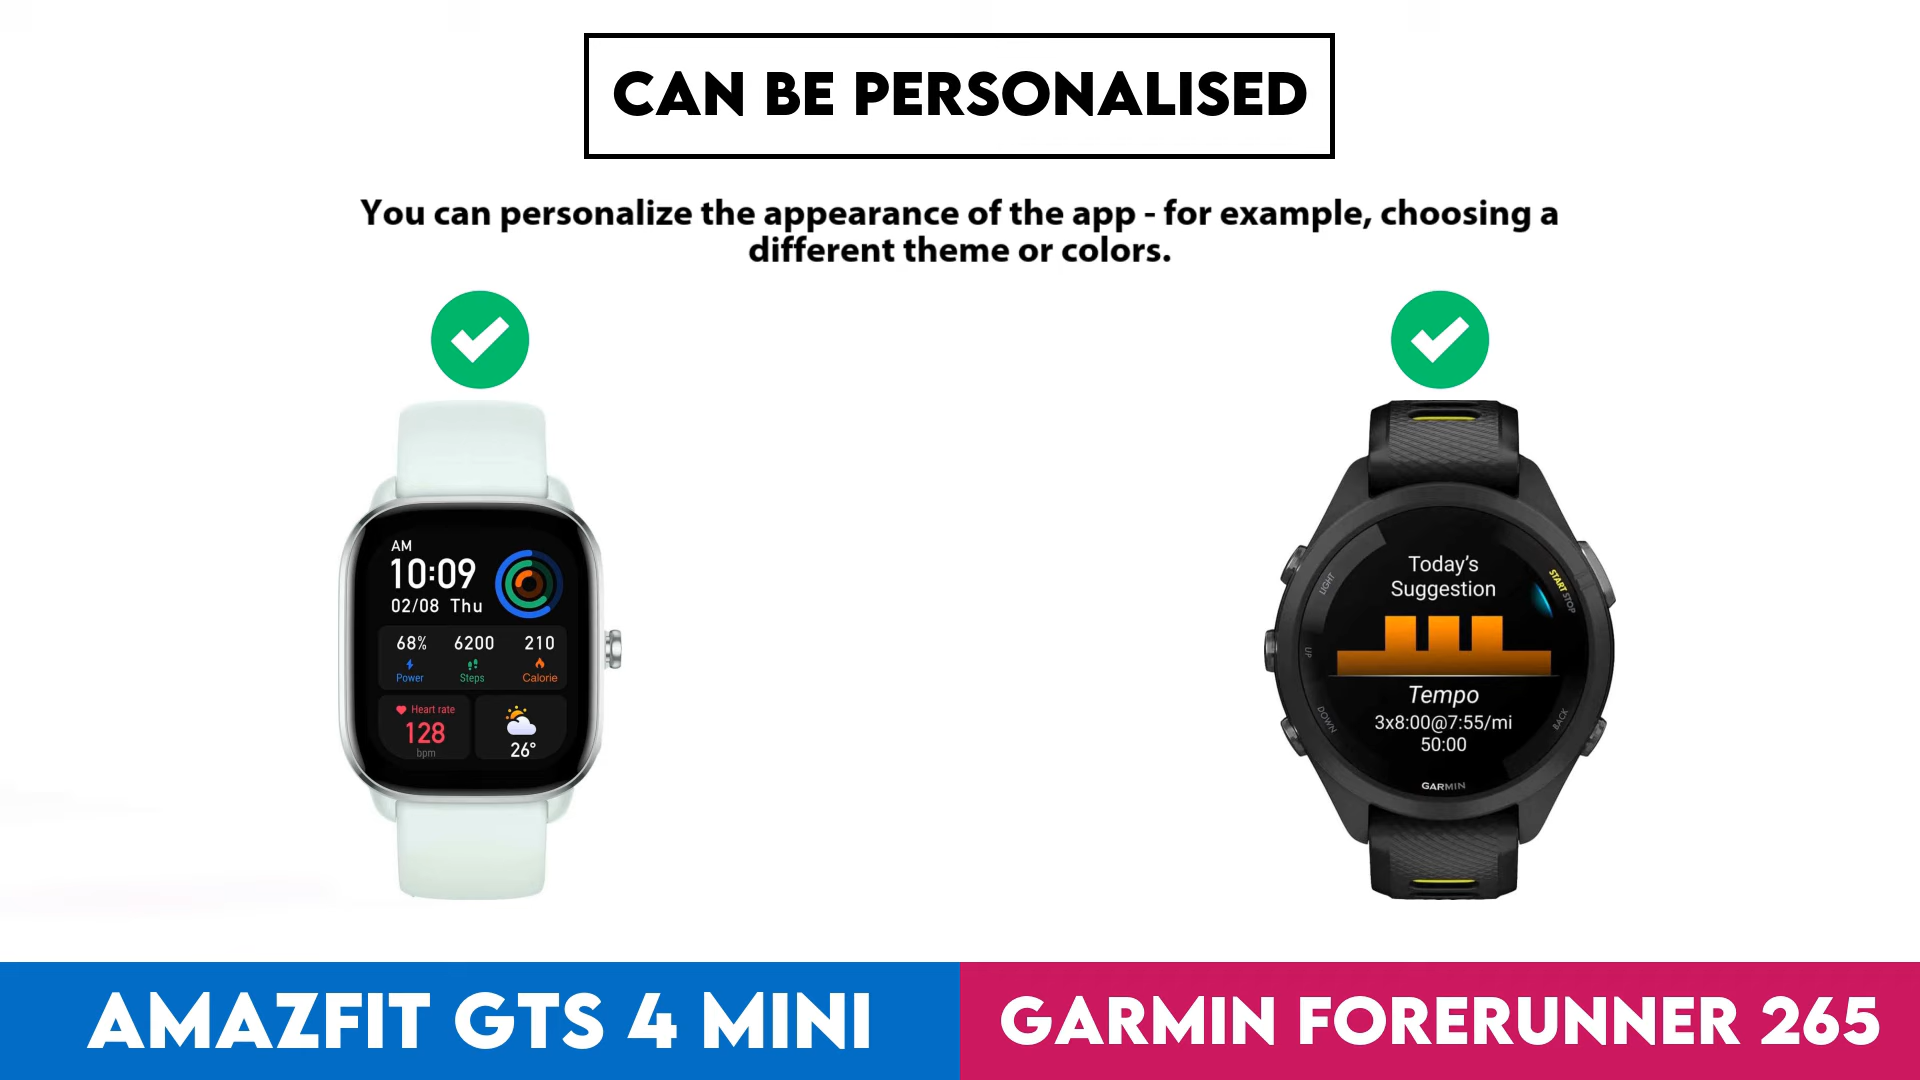 CAN BE PERSONALISED
You can personalize the appearance of the app - for example, choosing a
different theme or colors.
AM
10:09
02/08 Thu
68% 6200 210
Power Steps Calorie
Heart rate
128
bpm
26°
Today's
Suggestion
Tempo
3x8:00@7:55/mi
50:00
GARMIN
LIGHT
UP
DOWN
START STOP
BACK
AMAZFIT GTS 4 MINI
GARMIN FORERUNNER 265